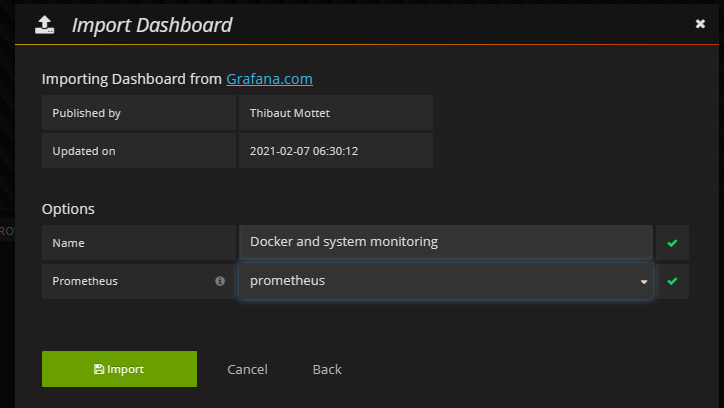 Import Dashboard
Importing Dashboard from Grafana.com
Published by Thibaut Mottet
Updated on 2021-02-07 06:30:12
Options
Name Docker and system monitoring
Prometheus prometheus
Import Cancel Back